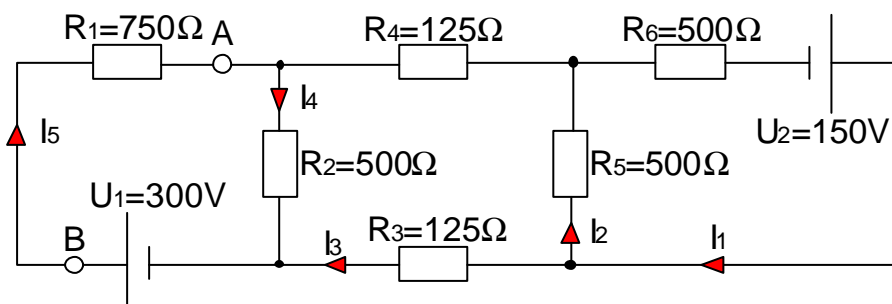 R₁=750Ω A R₄=125Ω R₆=500Ω
I₄
I₅ U₂=150V
R₂=500Ω R₅=500Ω
U₁=300V
B I₃ R₃=125Ω I₂ I₁